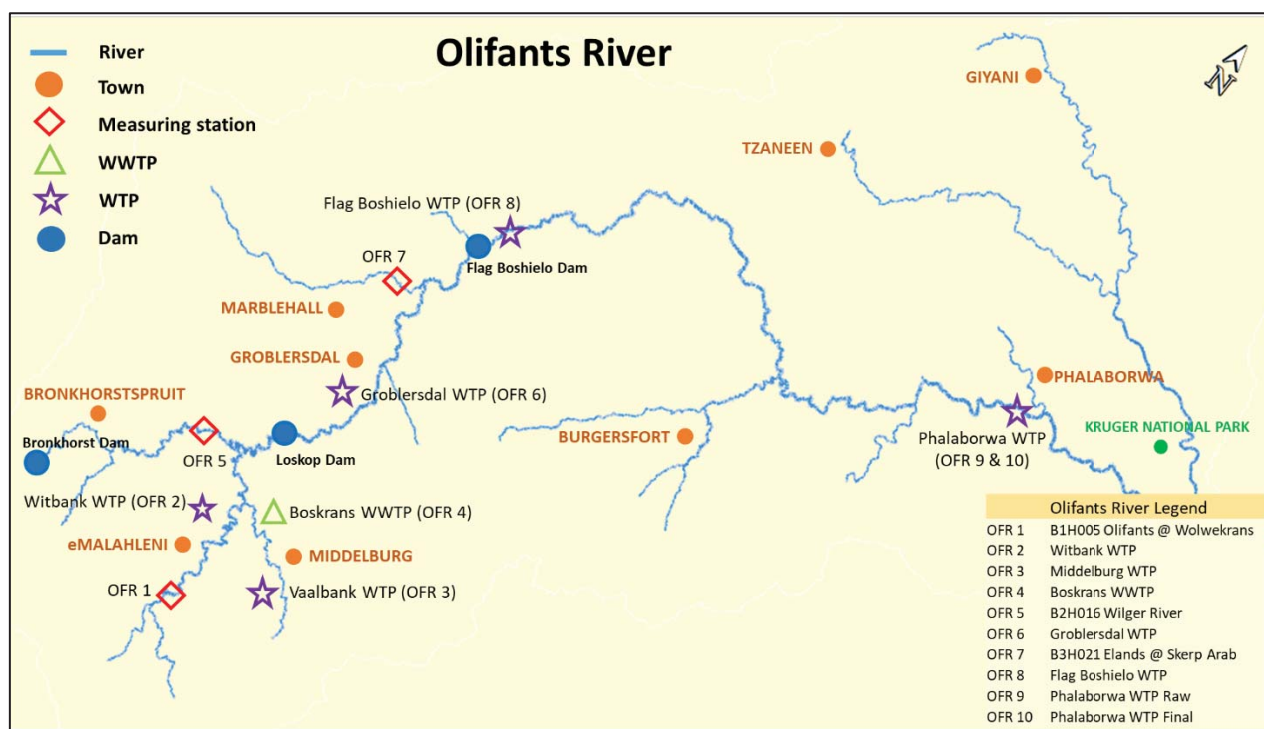 Olifants River
River
Town
Measuring station
WWTP
WTP
Dam
N
GIYANI
TZANEEN
Flag Boshielo WTP (OFR 8)
Flag Boshielo Dam
OFR 7
MARBLEHALL
GROBLERSDAL
Groblersdal WTP (OFR 6)
BRONKHORSTSPRUIT
Bronkhorst Dam
OFR 5
Loskop Dam
BURGERSFORT
PHALABORWA
Phalaborwa WTP
(OFR 9 & 10)
KRUGER NATIONAL PARK
Witbank WTP (OFR 2)
Boskrans WWTP (OFR 4)
eMALAHLENI
MIDDELBURG
OFR 1
Vaalbank WTP (OFR 3)
Olifants River Legend
OFR 1 B1H005 Olifants @ Wolwekrans
OFR 2 Witbank WTP
OFR 3 Middelburg WTP
OFR 4 Boskrans WWTP
OFR 5 B2H016 Wilger River
OFR 6 Groblersdal WTP
OFR 7 B3H021 Elands @ Skerp Arab
OFR 8 Flag Boshielo WTP
OFR 9 Phalaborwa WTP Raw
OFR 10 Phalaborwa WTP Final